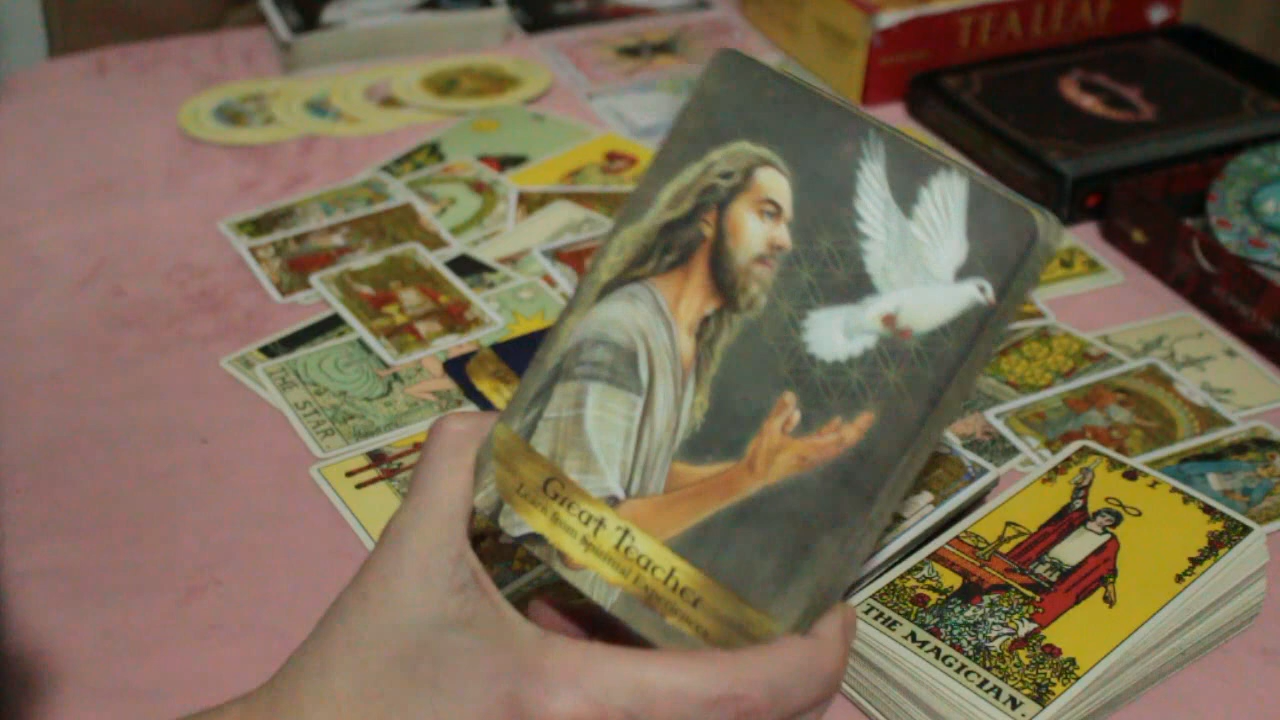 TEA LEAF
THE STAR
Great Teacher
Learn from Spiritual Experiences
I
THE MAGICIAN.